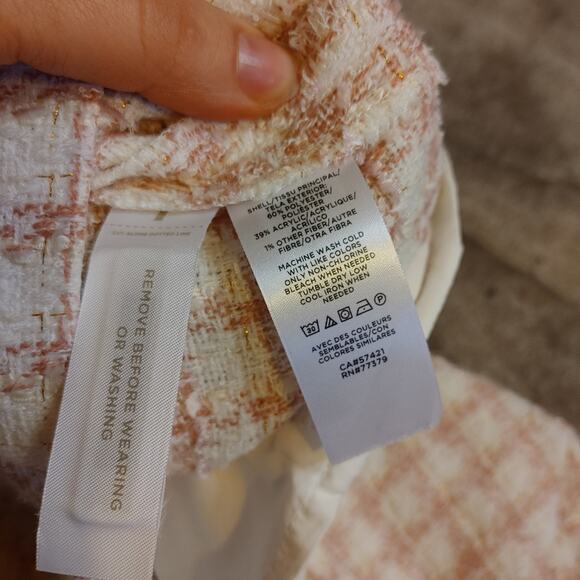 SHELL/TISSU PRINCIPAL/
TELA EXTERIOR:
60% POLYESTER/
POLIÉSTER
39% ACRYLIC/ACRYLIQUE/
ACRÍLICO
1% OTHER FIBER/AUTRE
FIBRE/OTRA FIBRA
MACHINE WASH COLD
WITH LIKE COLORS
ONLY NON-CHLORINE
BLEACH WHEN NEEDED
TUMBLE DRY LOW
COOL IRON WHEN
NEEDED
30 P
AVEC DES COULEURS
SEMBLABLES/CON
COLORES SIMILARES
CA#57421
RN#77379
REMOVE BEFORE WEARING
OR WASHING